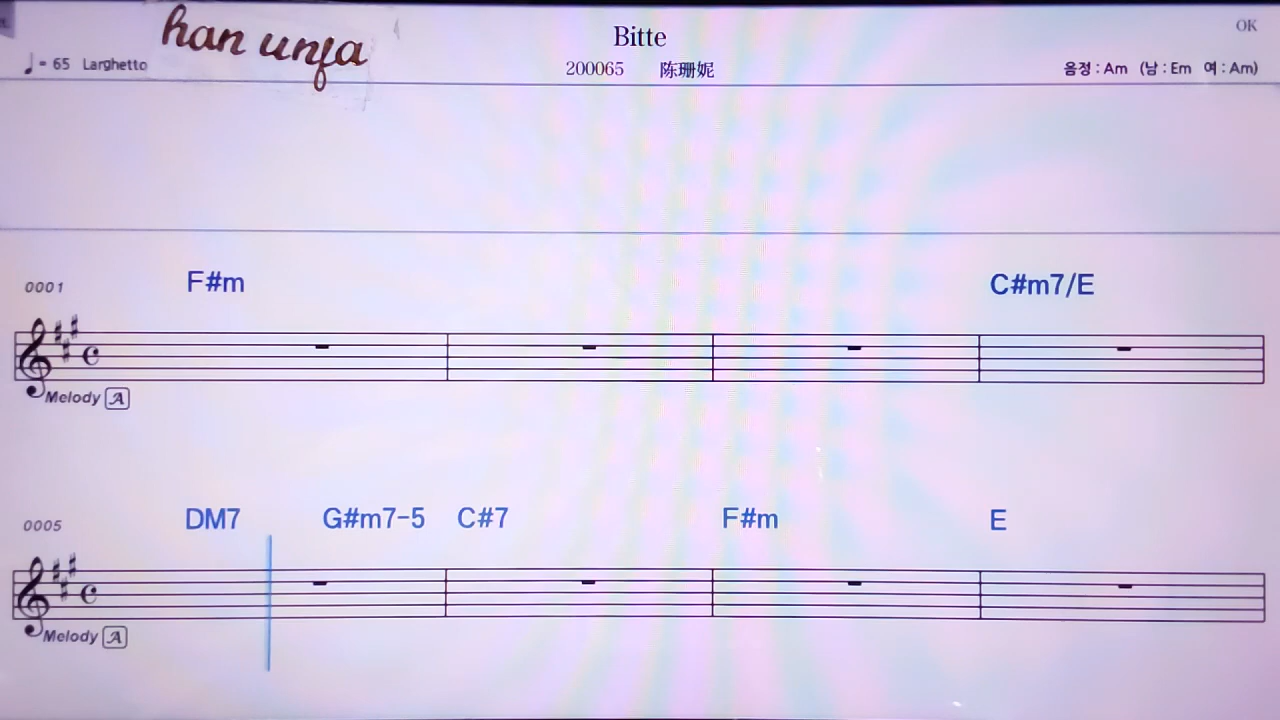 han unfa
Bitte
OK
♩= 65 Larghetto
200065 陈珊妮
음정 : Am (남 : Em 여 : Am)
0001 F#m C#m7/E
Melody A
0005 DM7 G#m7-5 C#7 F#m E
Melody A